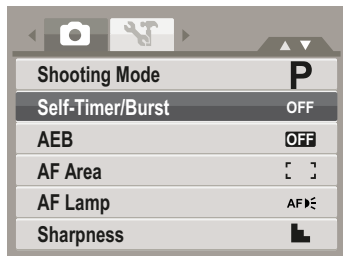 Shooting Mode P
Self-Timer/Burst OFF
AEB OFF
AF Area
AF Lamp AF
Sharpness